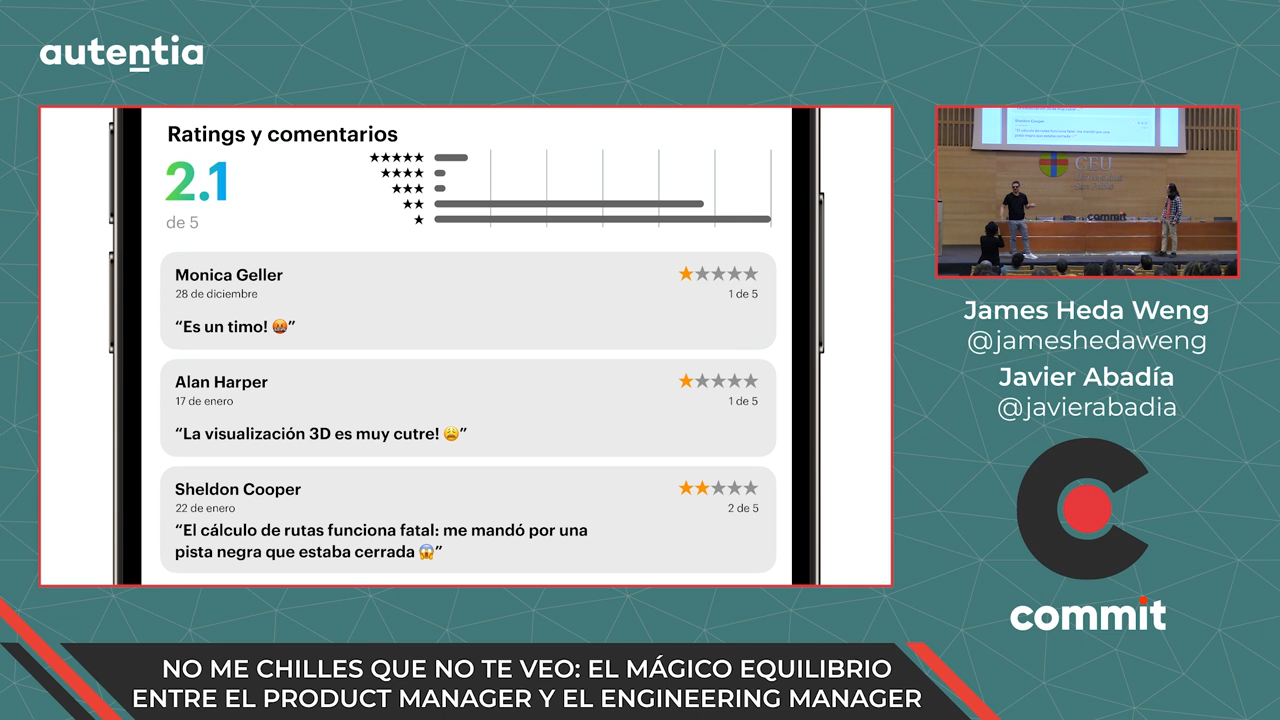 autentia
Ratings y comentarios
2.1
de 5
★★★★★
★★★★
★★★
★★
★
Monica Geller
★★★★★
28 de diciembre
1 de 5
“Es un timo! 🤬”
Alan Harper
★★★★★
17 de enero
1 de 5
“La visualización 3D es muy cutre! 😩”
Sheldon Cooper
★★★★★
22 de enero
2 de 5
“El cálculo de rutas funciona fatal: me mandó por una
pista negra que estaba cerrada 😱”
Sheldon Cooper
CEU
commit
James Heda Weng
@jameshedaweng
Javier Abadía
@javierabadia
commit
NO ME CHILLES QUE NO TE VEO: EL MÁGICO EQUILIBRIO
ENTRE EL PRODUCT MANAGER Y EL ENGINEERING MANAGER